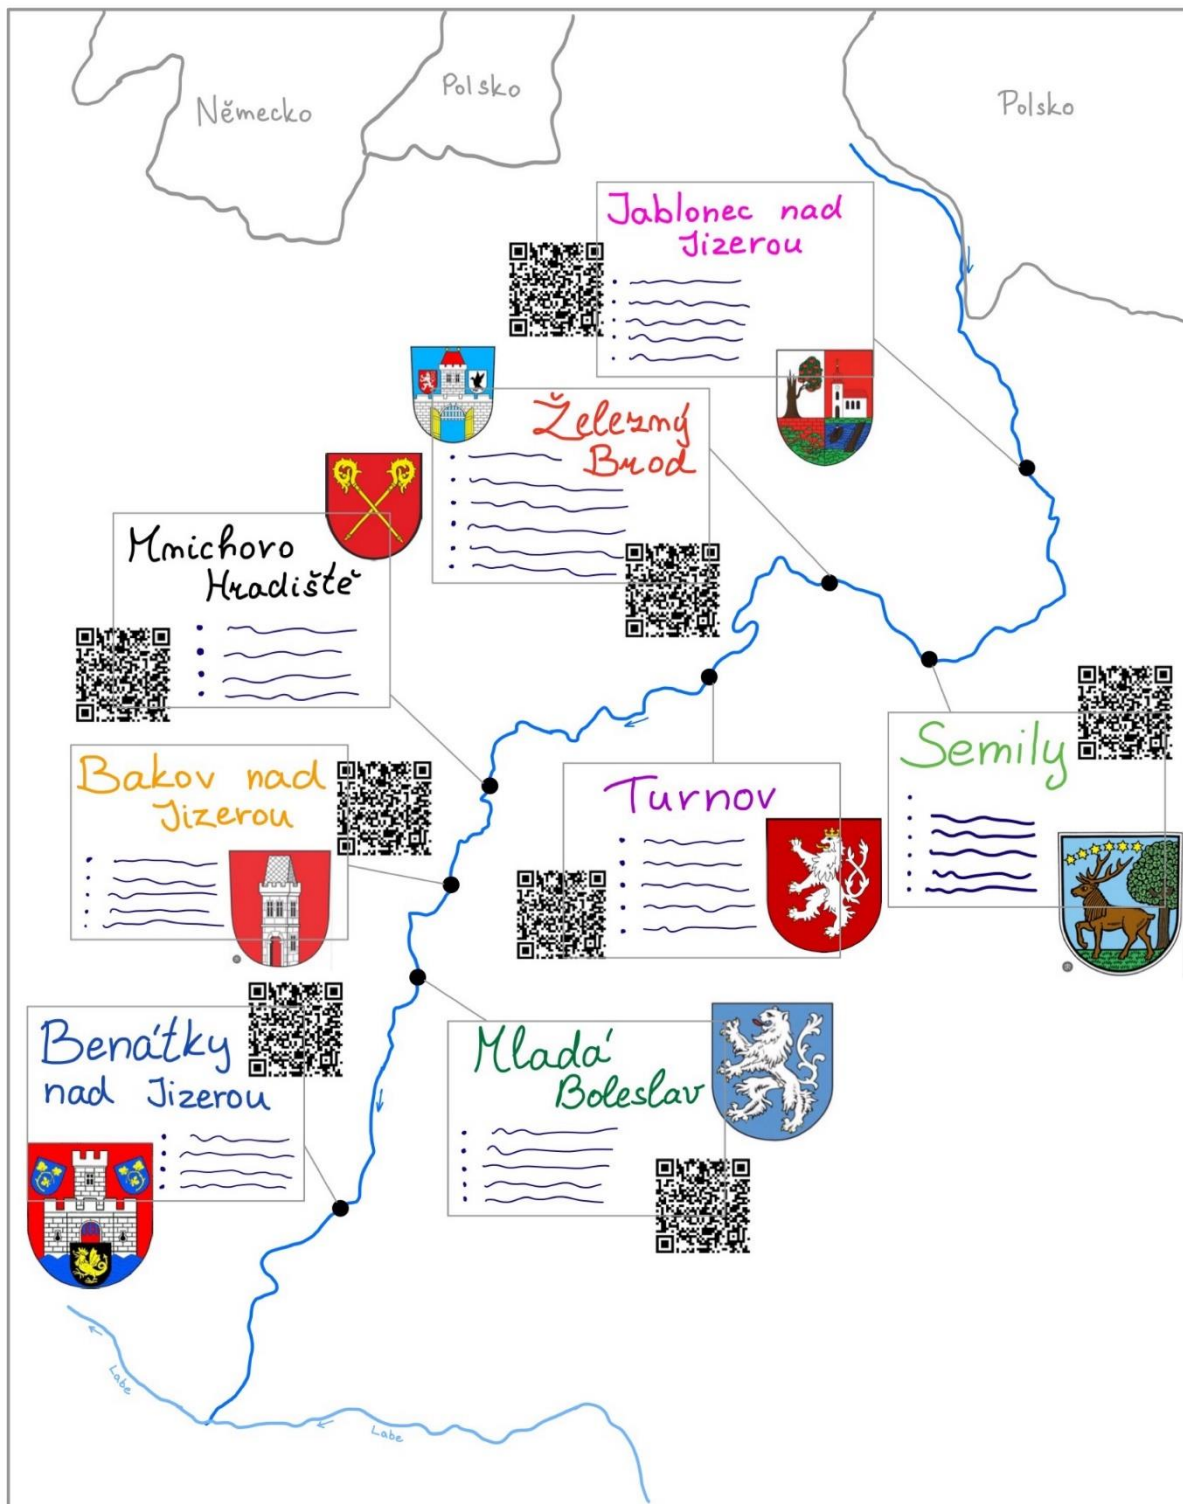 Německo
Polsko
Polsko
Jablonec nad
Jizerou
Železný
Brod
Mnichovo
Hradiště
Bakov nad
Jizerou
Turnov
Semily
Benátky
nad Jizerou
Mladá
Boleslav
Labe
Labe